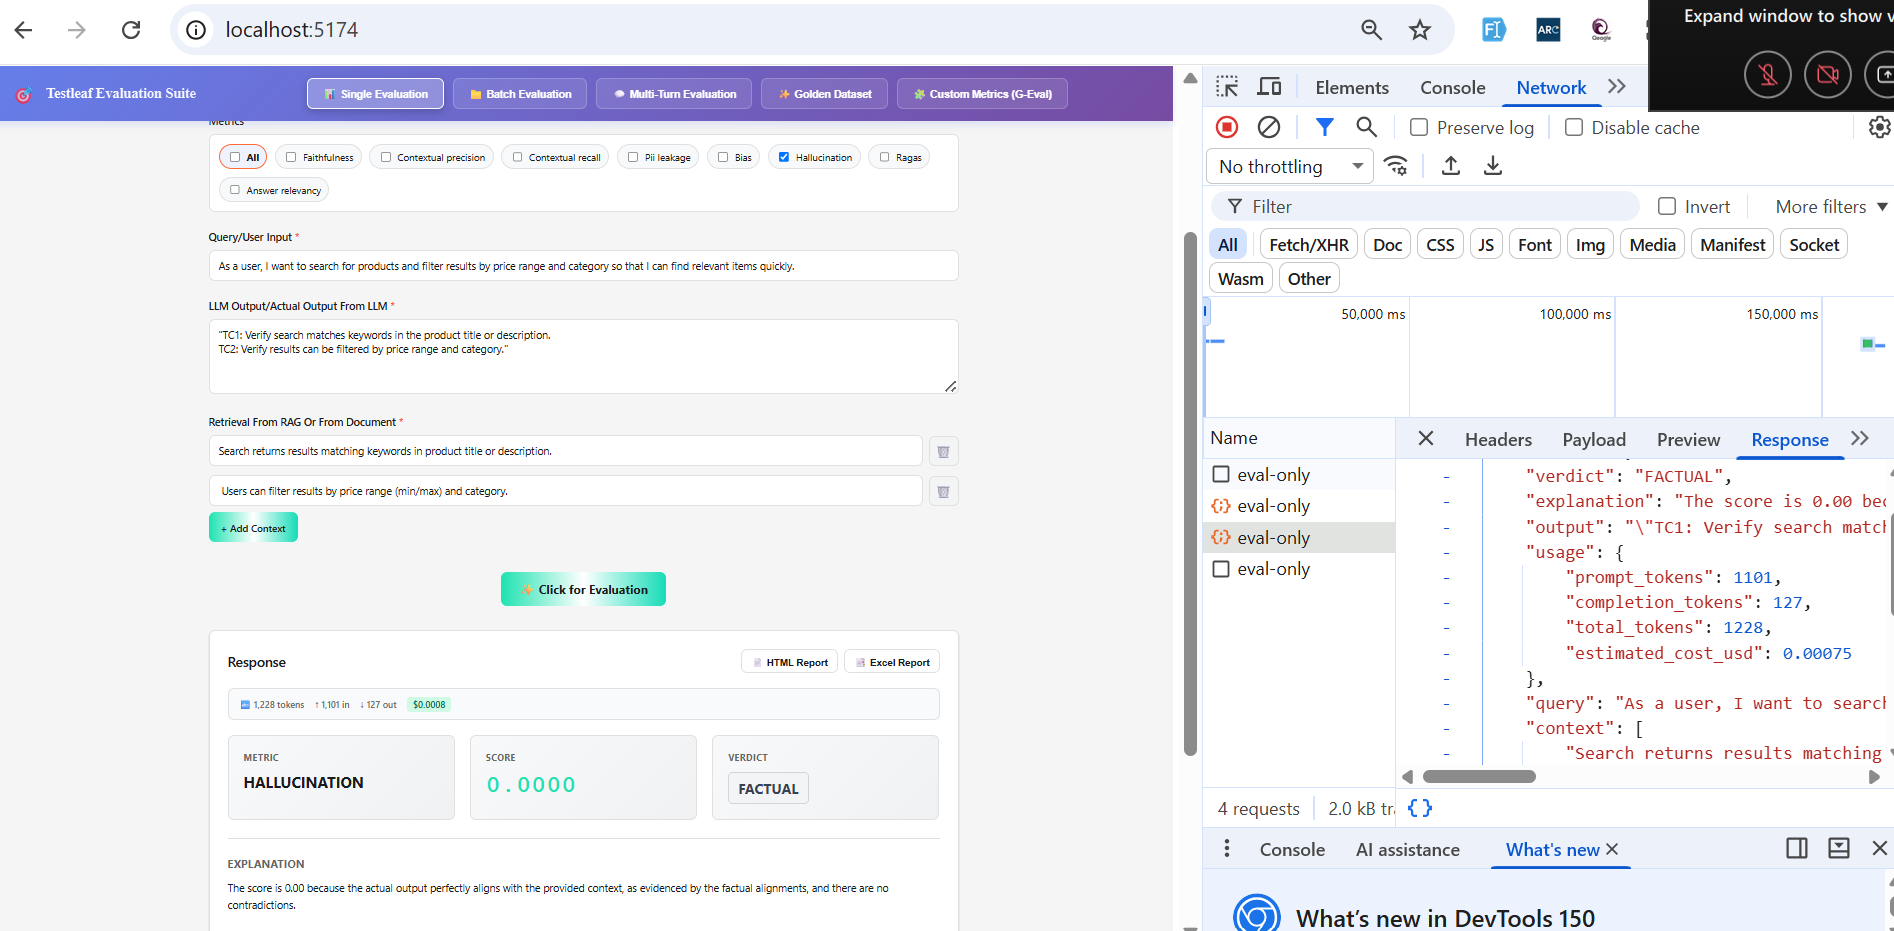 localhost:5174
Expand window to show v
Testleaf Evaluation Suite
Single Evaluation
Batch Evaluation
Multi-Turn Evaluation
Golden Dataset
Custom Metrics (G-Eval)
Metrics
All
Faithfulness
Contextual precision
Contextual recall
Pii leakage
Bias
Hallucination
Ragas
Answer relevancy
Query/User Input *
As a user, I want to search for products and filter results by price range and category so that I can find relevant items quickly.
LLM Output/Actual Output From LLM *
"TC1: Verify search matches keywords in the product title or description.
TC2: Verify results can be filtered by price range and category."
Retrieval From RAG Or From Document *
Search returns results matching keywords in product title or description.
Users can filter results by price range (min/max) and category.
+ Add Context
Click for Evaluation
Response
HTML Report
Excel Report
1,228 tokens ↑ 1,101 in ↓ 127 out $0.0008
METRIC
HALLUCINATION
SCORE
0.0000
VERDICT
FACTUAL
EXPLANATION
The score is 0.00 because the actual output perfectly aligns with the provided context, as evidenced by the factual alignments, and there are no
contradictions.
Elements
Console
Network
Preserve log
Disable cache
No throttling
Filter
Invert
More filters
All
Fetch/XHR
Doc
CSS
JS
Font
Img
Media
Manifest
Socket
Wasm
Other
50,000 ms
100,000 ms
150,000 ms
Name
Headers
Payload
Preview
Response
eval-only
eval-only
eval-only
eval-only
"verdict": "FACTUAL",
"explanation": "The score is 0.00 bec
"output": "\"TC1: Verify search match
"usage": {
"prompt_tokens": 1101,
"completion_tokens": 127,
"total_tokens": 1228,
"estimated_cost_usd": 0.00075
},
"query": "As a user, I want to search
"context": [
"Search returns results matching
4 requests
2.0 kB tra
{}
Console
AI assistance
What's new
What's new in DevTools 150